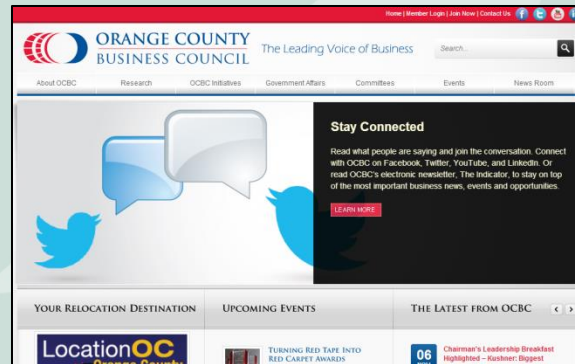 Home | Member Login | Join Now | Contact Us
ORANGE COUNTY
BUSINESS COUNCIL
The Leading Voice of Business
Search...
About OCBC Research OCBC Initiatives Government Affairs Committees Events News Room
Stay Connected
Read what people are saying and join the conversation. Connect
with OCBC on Facebook, Twitter, YouTube, and LinkedIn. Or
read OCBC's electronic newsletter, The Indicator, to stay on top
of the most important business news, events and opportunities.
LEARN MORE
YOUR RELOCATION DESTINATION
UPCOMING EVENTS
THE LATEST FROM OCBC
LocationOC
Orange County
TURNING RED TAPE INTO
RED CARPET AWARDS
06
Chairman's Leadership Breakfast
Highlighted – Kushner: Biggest